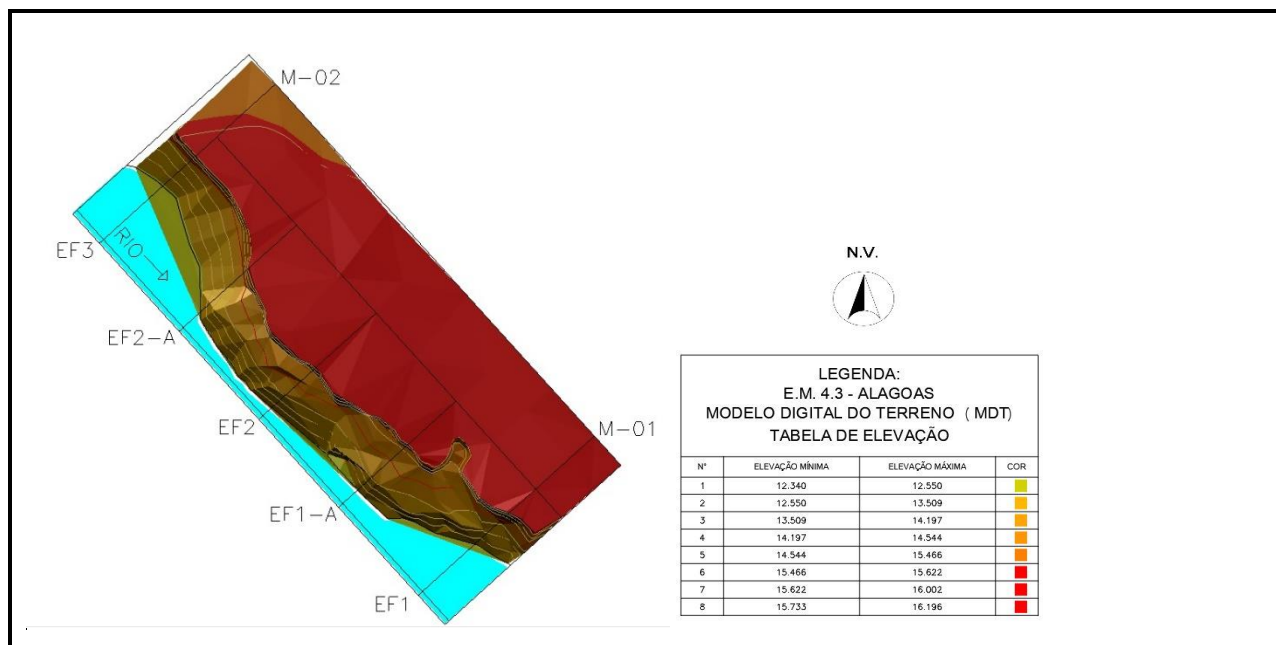 M-02
EF3
RIO
EF2-A
EF2
EF1-A
EF1
M-01
N.V.
LEGENDA:
E.M. 4.3 - ALAGOAS
MODELO DIGITAL DO TERRENO ( MDT)
TABELA DE ELEVAÇÃO
N° ELEVAÇÃO MÍNIMA ELEVAÇÃO MÁXIMA COR
1 12.340 12.550
2 12.550 13.509
3 13.509 14.197
4 14.197 14.544
5 14.544 15.466
6 15.466 15.622
7 15.622 16.002
8 15.733 16.196